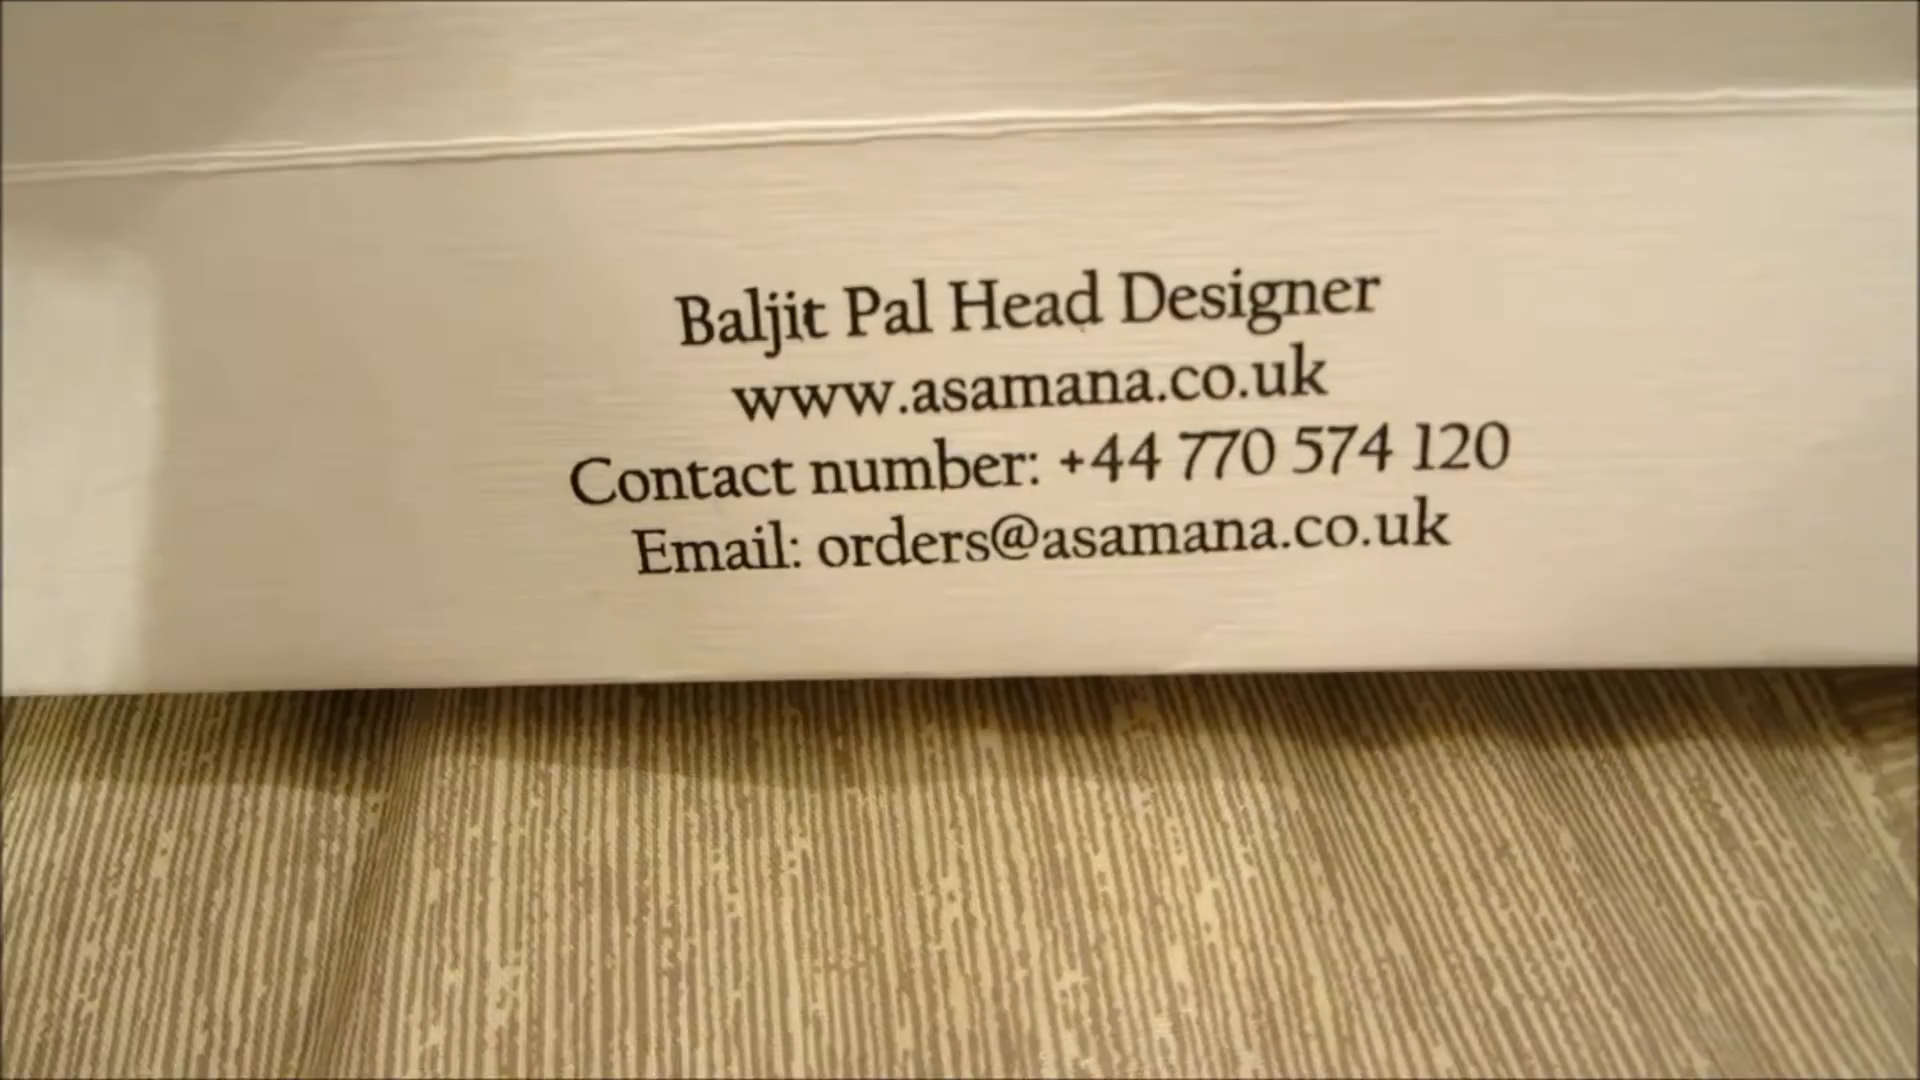 Baljit Pal Head Designer
www.asamana.co.uk
Contact number: +44 770 574 120
Email: orders@asamana.co.uk